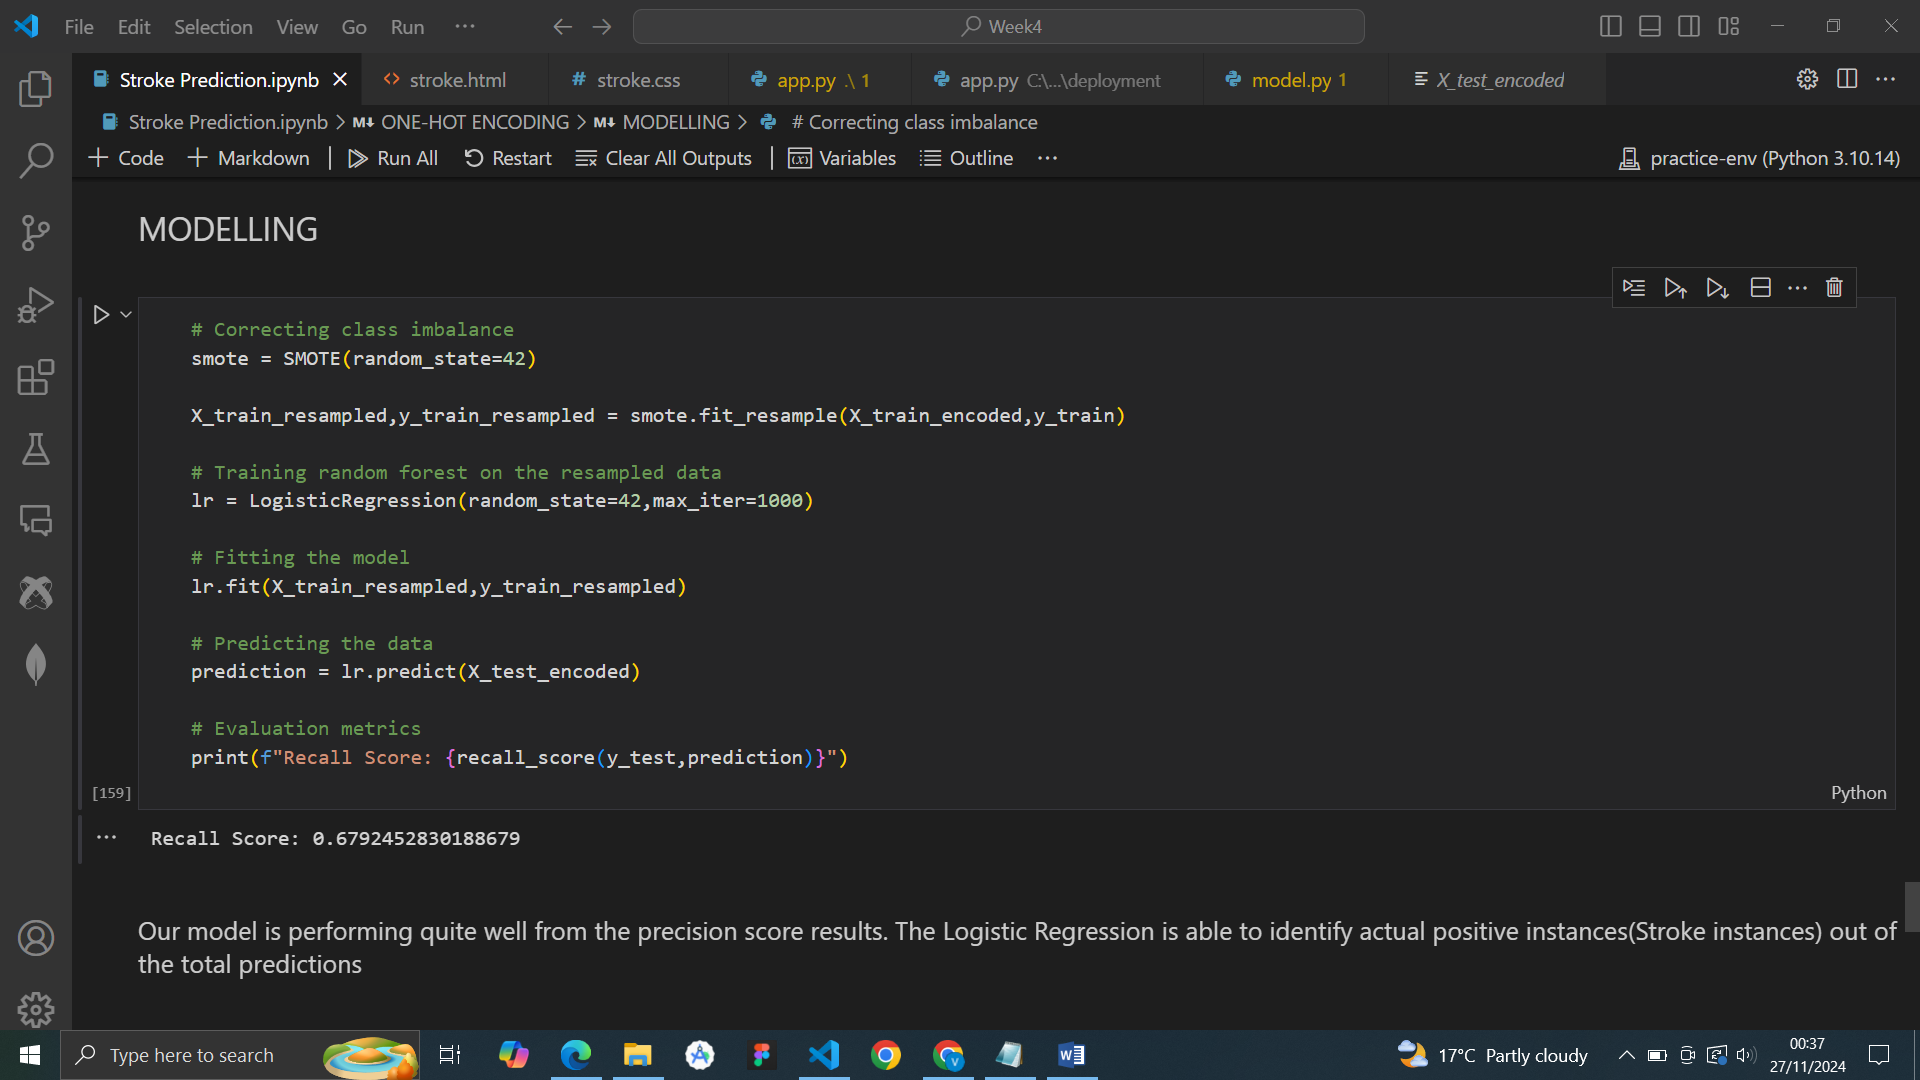 File Edit Selection View Go Run ··· Week4
Stroke Prediction.ipynb stroke.html # stroke.css app.py .\ 1 app.py C:\...\deployment model.py 1 X_test_encoded
Stroke Prediction.ipynb > M↓ ONE-HOT ENCODING > M↓ MODELLING > # Correcting class imbalance
+ Code + Markdown | Run All Restart Clear All Outputs | Variables Outline ··· practice-env (Python 3.10.14)
MODELLING
# Correcting class imbalance
smote = SMOTE(random_state=42)
X_train_resampled,y_train_resampled = smote.fit_resample(X_train_encoded,y_train)
# Training random forest on the resampled data
lr = LogisticRegression(random_state=42,max_iter=1000)
# Fitting the model
lr.fit(X_train_resampled,y_train_resampled)
# Predicting the data
prediction = lr.predict(X_test_encoded)
# Evaluation metrics
print(f"Recall Score: {recall_score(y_test,prediction)}")
[159] Python
Recall Score: 0.6792452830188679
Our model is performing quite well from the precision score results. The Logistic Regression is able to identify actual positive instances(Stroke instances) out of
the total predictions
Type here to search 17°C Partly cloudy 00:37
27/11/2024